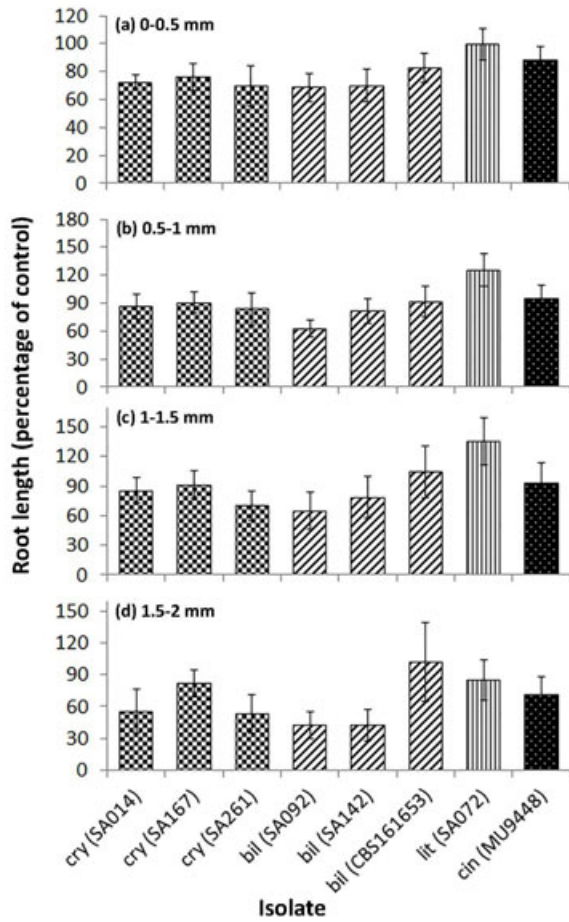 Root length (percentage of control)
(a) 0-0.5 mm
120
100
80
60
40
20
0
(b) 0.5-1 mm
180
150
120
90
60
30
0
(c) 1-1.5 mm
150
120
90
60
30
0
(d) 1.5-2 mm
150
120
90
60
30
0
cry (SA014)
cry (SA167)
cry (SA261)
bil (SA092)
bil (SA142)
bil (CBS161653)
lit (SA072)
cin (MU9448)
Isolate